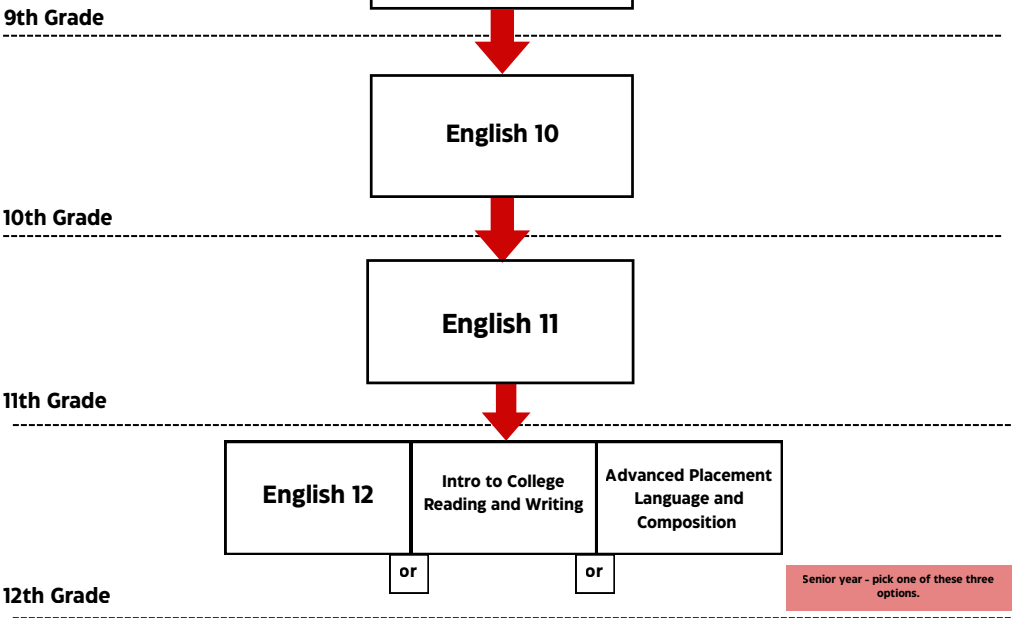 9th Grade
English 10
10th Grade
English 11
11th Grade
English 12
Intro to College
Reading and Writing
Advanced Placement
Language and
Composition
or
or
Senior year - pick one of these three
options.
12th Grade